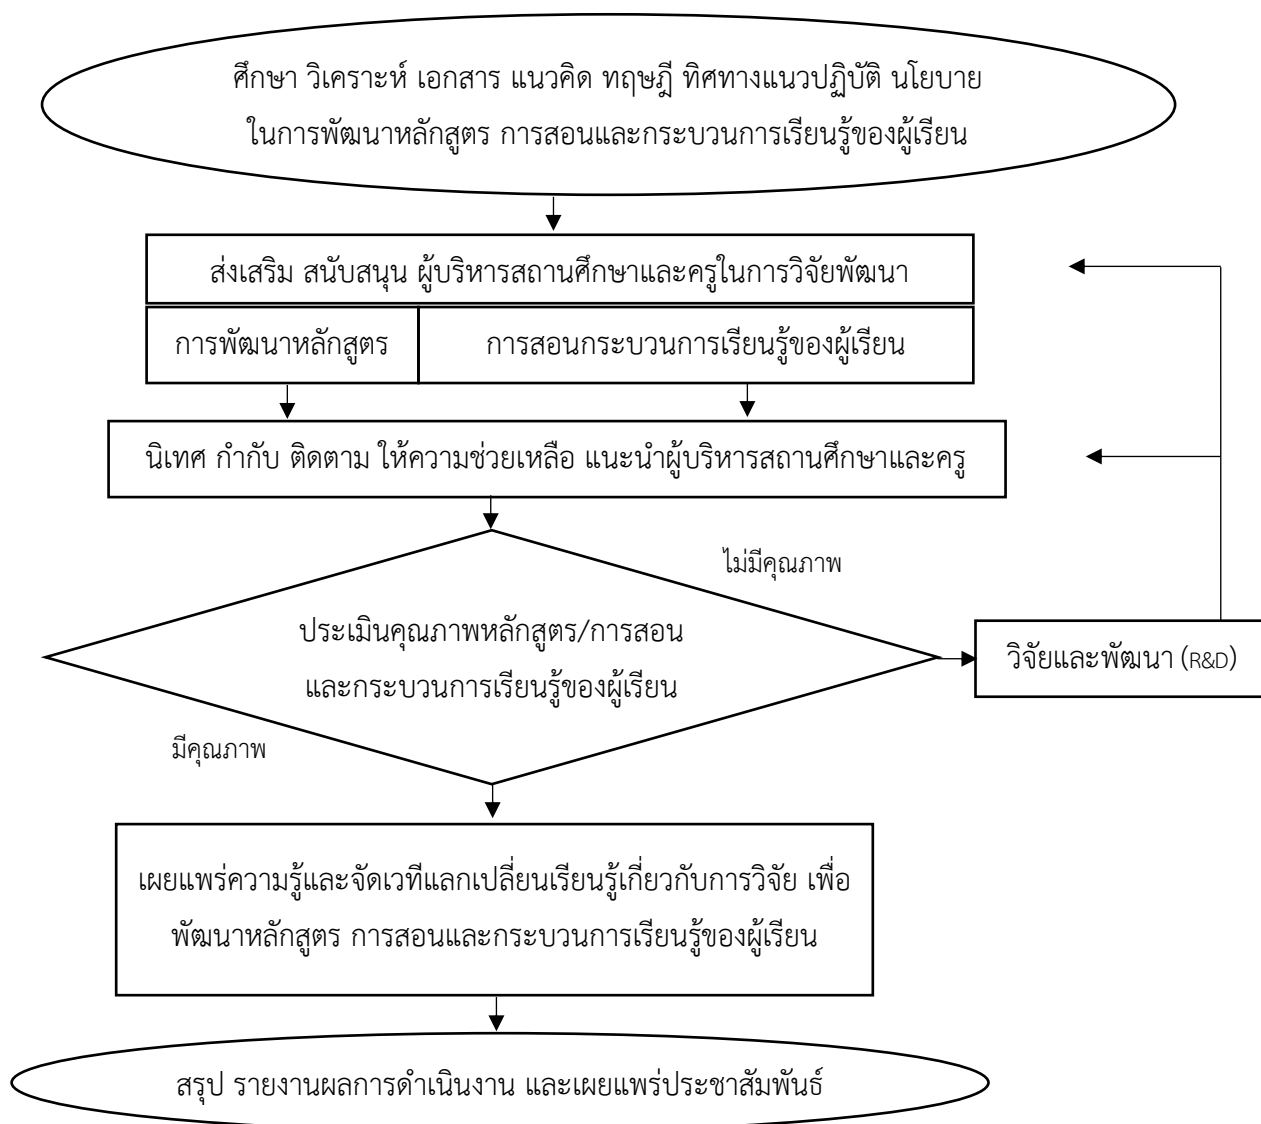 ศึกษา วิเคราะห์ เอกสาร แนวคิด ทฤษฎี ทิศทางแนวปฏิบัติ นโยบาย
ในการพัฒนาหลักสูตร การสอนและกระบวนการเรียนรู้ของผู้เรียน
ส่งเสริม สนับสนุน ผู้บริหารสถานศึกษาและครูในการวิจัยพัฒนา
การพัฒนาหลักสูตร
การสอนกระบวนการเรียนรู้ของผู้เรียน
นิเทศ กำกับ ติดตาม ให้ความช่วยเหลือ แนะนำผู้บริหารสถานศึกษาและครู
ไม่มีคุณภาพ
ประเมินคุณภาพหลักสูตร/การสอน
และกระบวนการเรียนรู้ของผู้เรียน
วิจัยและพัฒนา (R&D)
มีคุณภาพ
เผยแพร่ความรู้และจัดเวทีแลกเปลี่ยนเรียนรู้เกี่ยวกับการวิจัย เพื่อ
พัฒนาหลักสูตร การสอนและกระบวนการเรียนรู้ของผู้เรียน
สรุป รายงานผลการดำเนินงาน และเผยแพร่ประชาสัมพันธ์